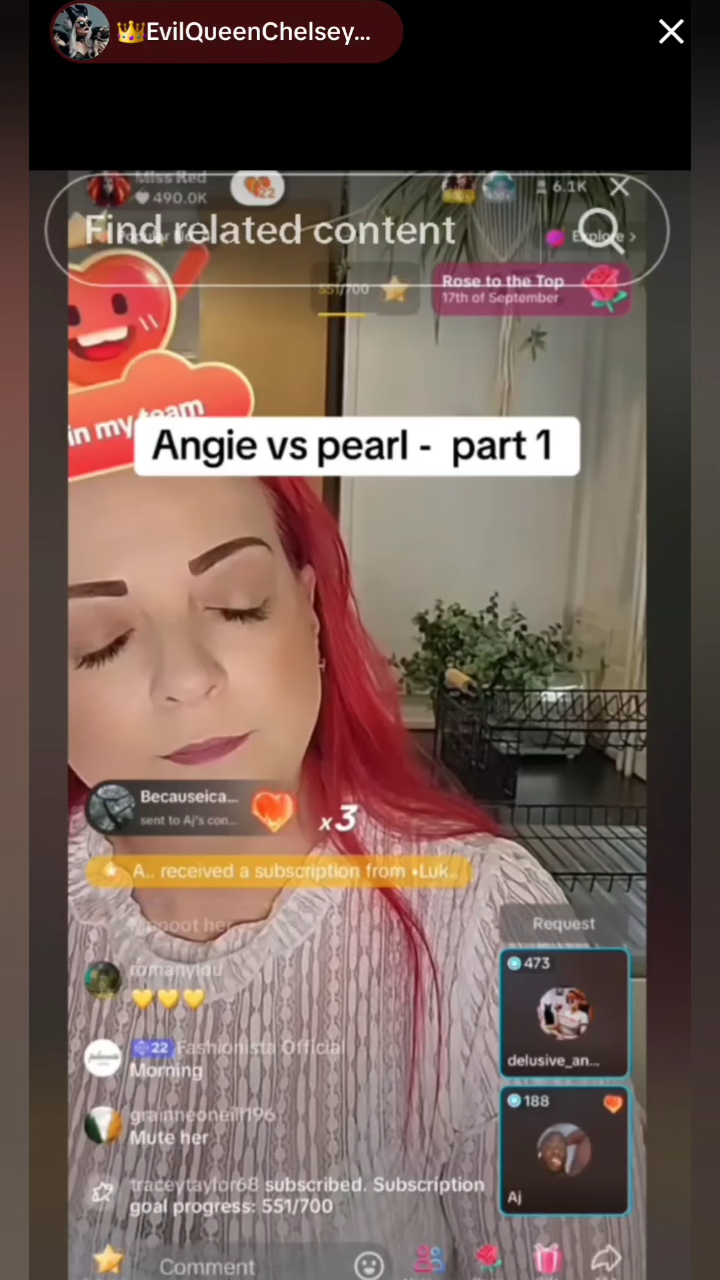 👑EvilQueenChelsey...
Miss Red
490.0K
22
6.1K
Find related content
Explore >
551/700
Rose to the Top
17th of September
in my team
Angie vs pearl - part 1
Becauseica...
sent to Aj's con...
x3
A.. received a subscription from •Luk..
Request
romanylou
💛💛💛
473
delusive_an...
22 Fashionista Official
Morning
grainneoneill196
Mute her
188
Aj
traceytaylor68 subscribed. Subscription
goal progress: 551/700
Comment